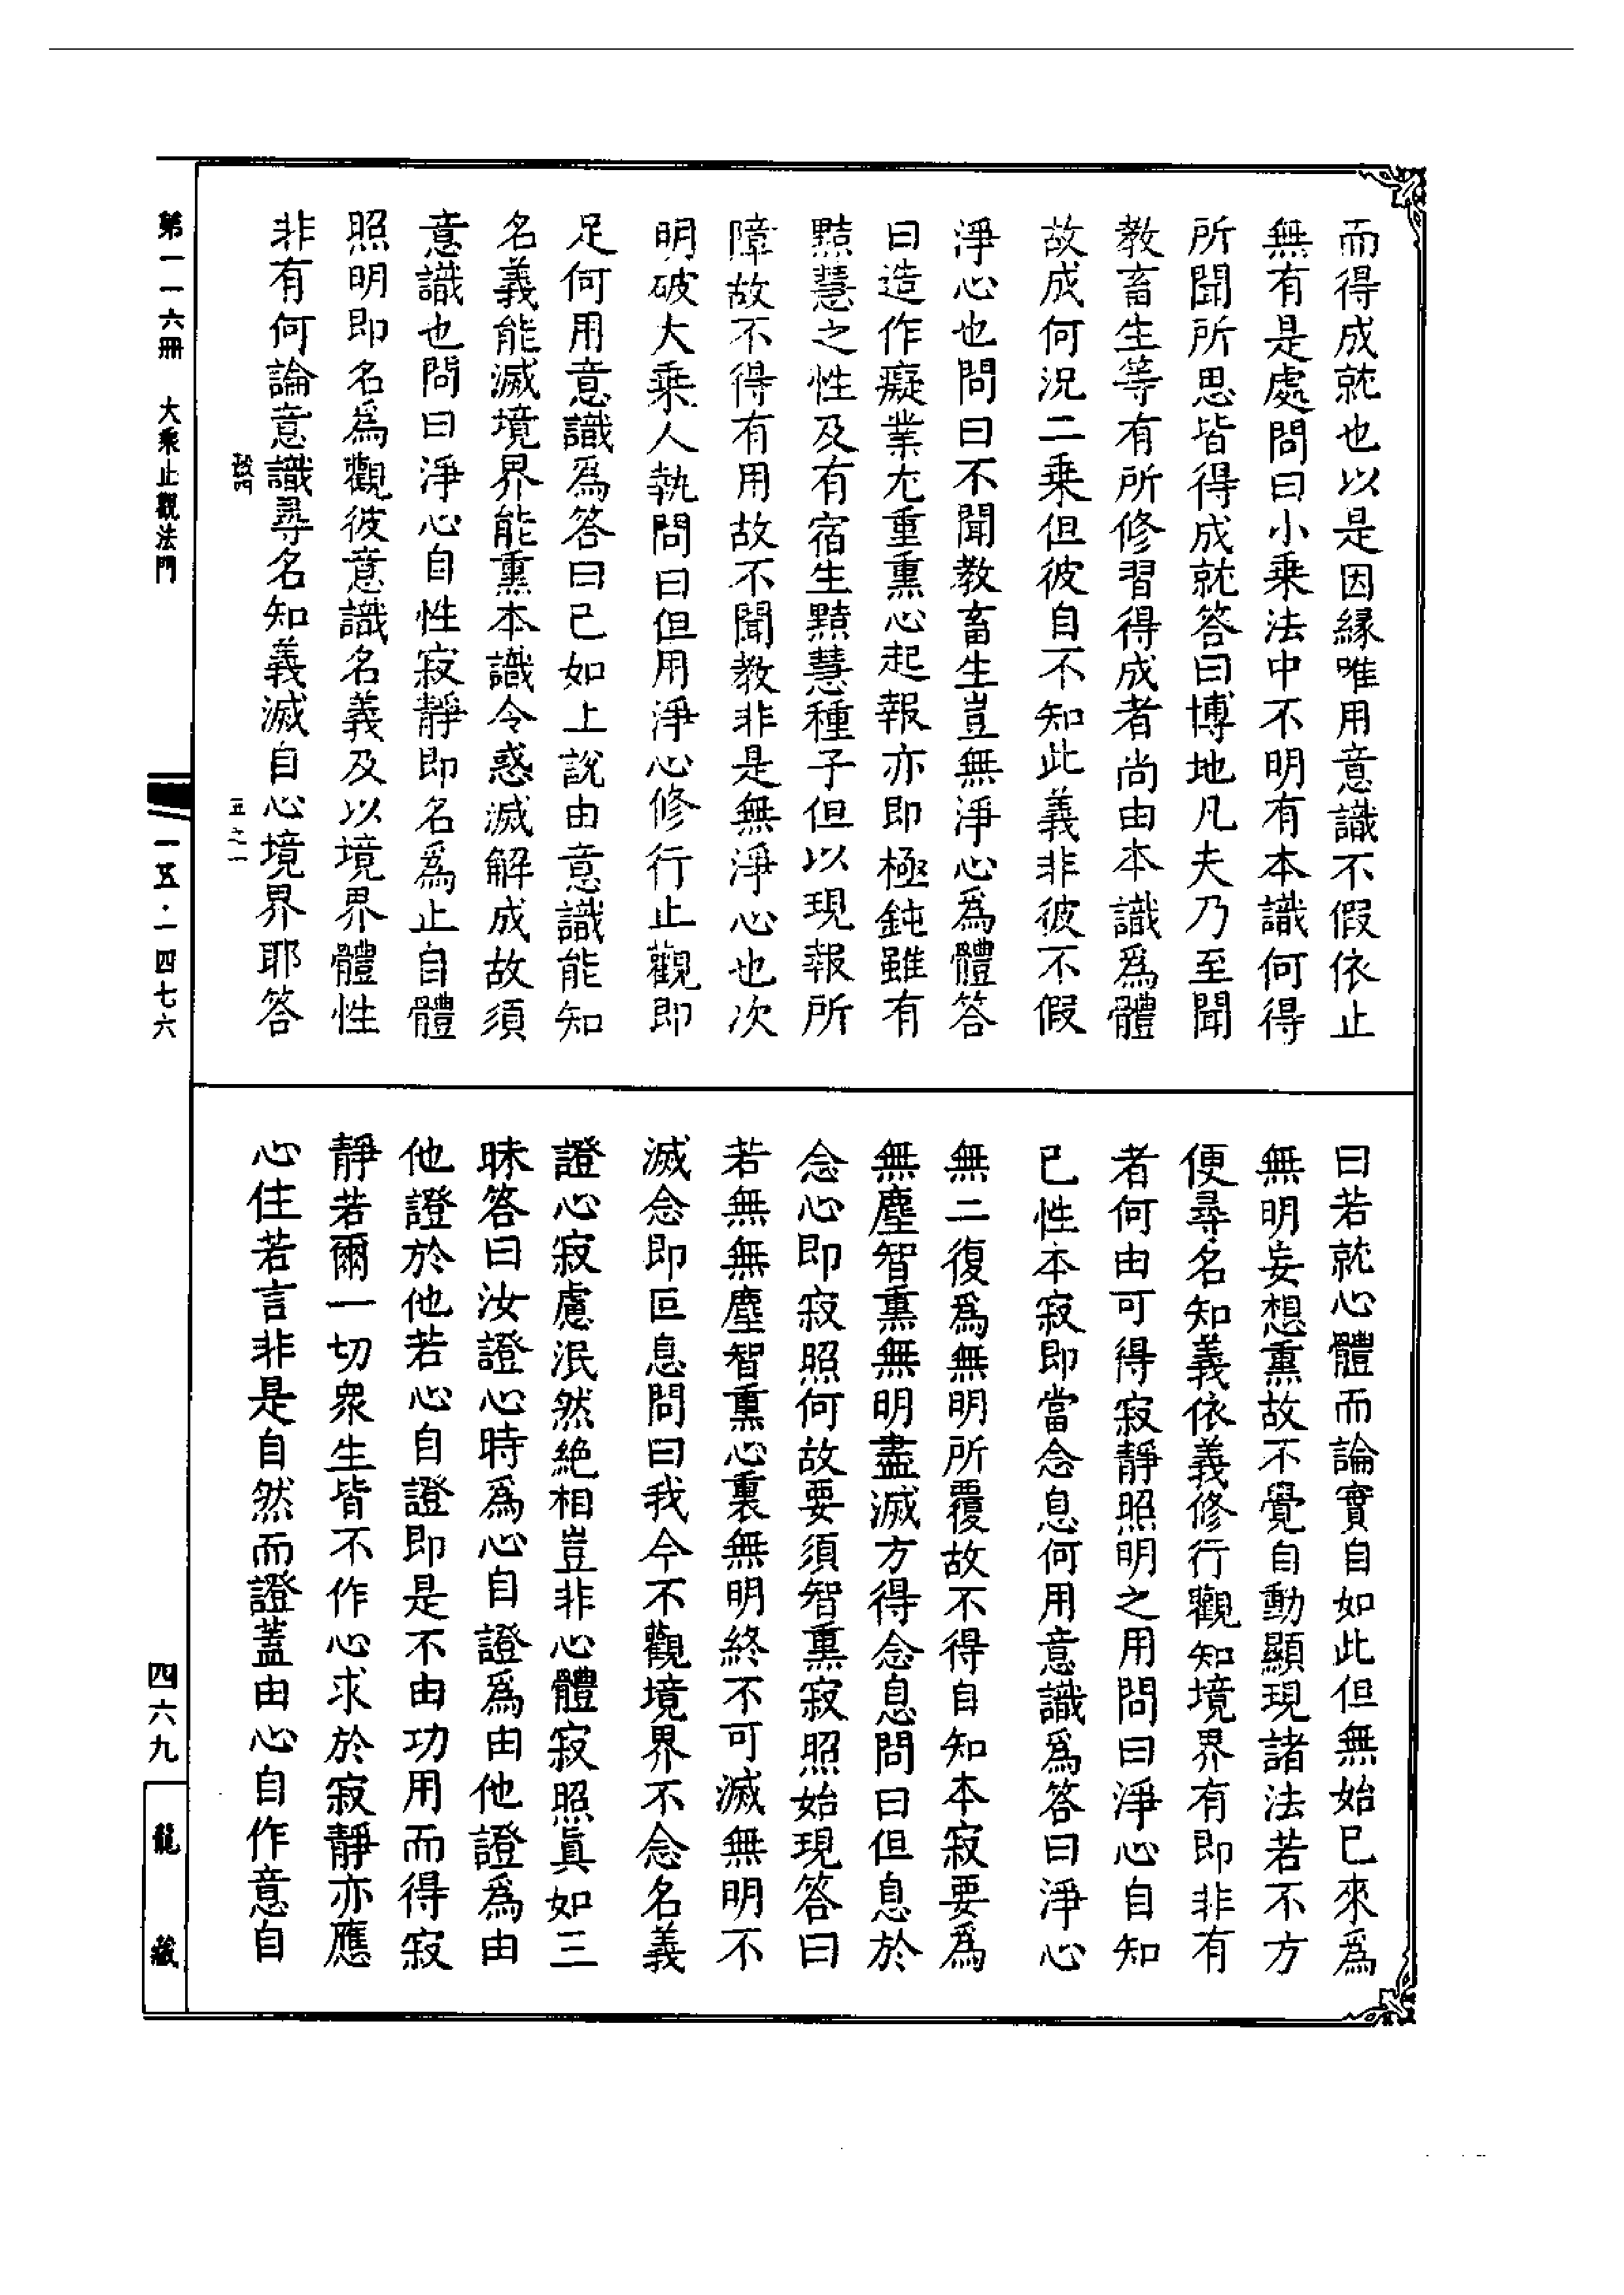 而得成就也以是因緣唯用意識不假依止
無有是處問曰小乘法中不明有本識何得
所聞所思皆得成就答曰博地凡夫乃至聞
教畜生等有所修習得成者尚由本識為體
故成何況二乘但彼自不知此義非彼不假
淨心也問曰不聞教畜生豈無淨心為體答
曰造作癡業尤重熏心起報亦即極鈍雖有
黠慧之性及有宿生黠慧種子但以現報所
障故不得有用故不聞教非是無淨心也次
明破大乘人執問曰但用淨心修行止觀即
足何用意識為答曰已如上說由意識能知
名義能滅境界能熏本識令惑滅解成故須
意識也問曰淨心自性寂靜即名為止自體
照明即名為觀彼意識名義及以境界體性
非有何論意識尋名知義滅自心境界耶答
曰若就心體而論實自如此但無始已來為
無明妄想熏故不覺自動顯現諸法若不方
便尋名知義依義修行觀知境界有即非有
者何由可得寂靜照明之用問曰淨心自知
已性本寂即當念息何用意識為答曰淨心
無二復為無明所覆故不得自知本寂要為
無塵智熏無明盡滅方得念息問曰但息於
念心即寂照何故要須智熏寂照始現答曰
若無無塵智熏心裏無明終不可滅無明不
滅念即叵息問曰我今不觀境界不念名義
證心寂慮泯然絕相豈非心體寂照真如三
昧答曰汝證心時為心自證為由他證為由
他證於他若心自證即是不由功用而得寂
靜若爾一切眾生皆不作心求於寂靜亦應
心住若言非是自然而證蓋由心自作意自
第一一六冊 大乘止觀法門
五之一
一五·一四七六
四六九
龍藏